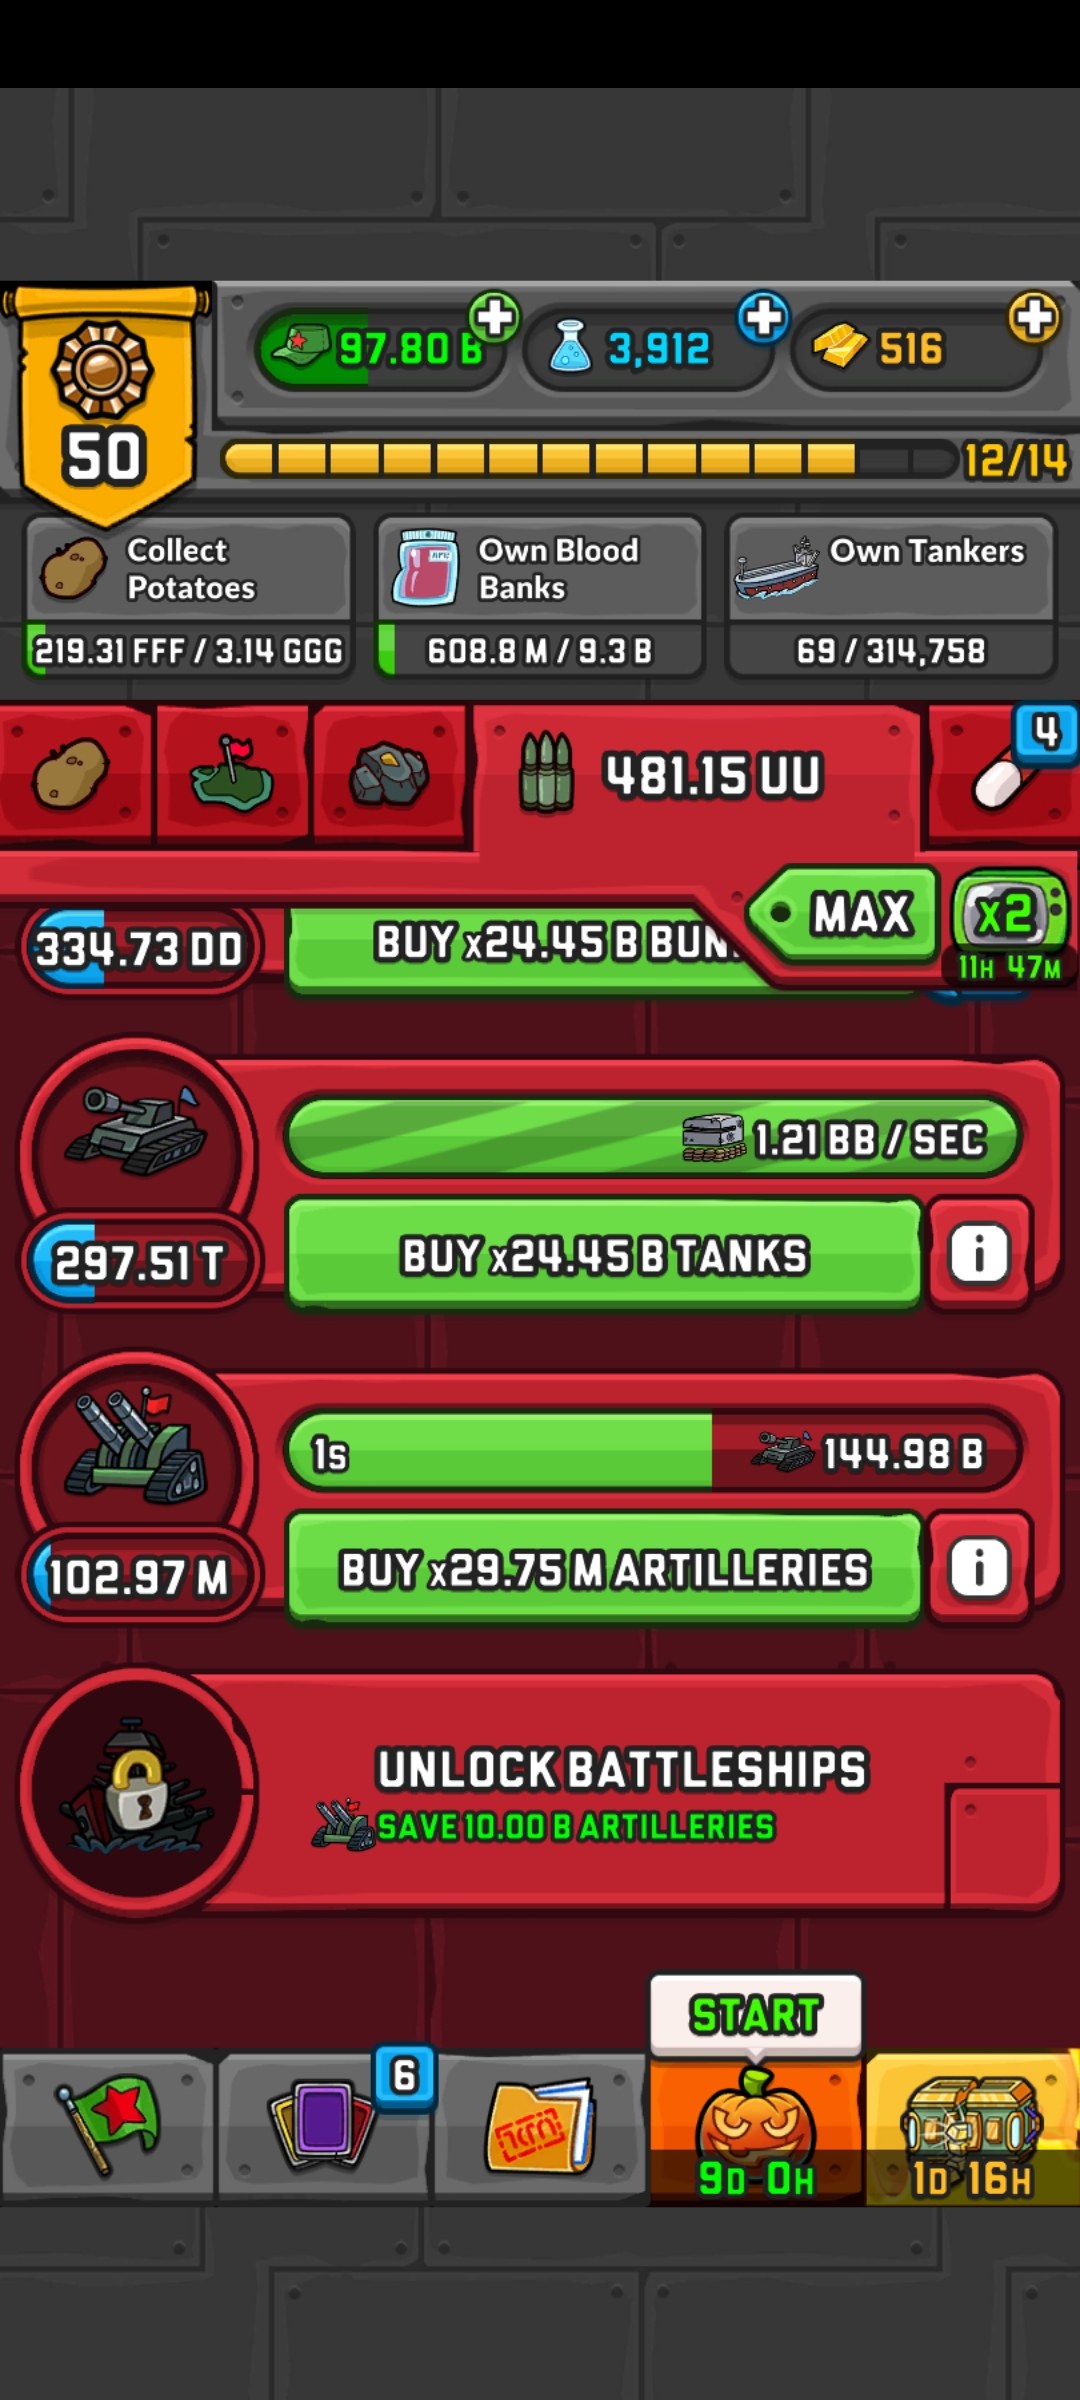 50
97.80 B
3,912
516
12/14
Collect
Potatoes
219.31 FFF / 3.14 GGG
Own Blood
Banks
608.8 M / 9.3 B
Own Tankers
69 / 314,758
481.15 UU
4
MAX
x2
11H 47M
334.73 DD
BUY x24.45 B BUN
1.21 BB / SEC
297.51 T
BUY x24.45 B TANKS
i
1s
144.98 B
102.97 M
BUY x29.75 M ARTILLERIES
i
UNLOCK BATTLESHIPS
SAVE 10.00 B ARTILLERIES
START
6
9D 0H
1D 16H